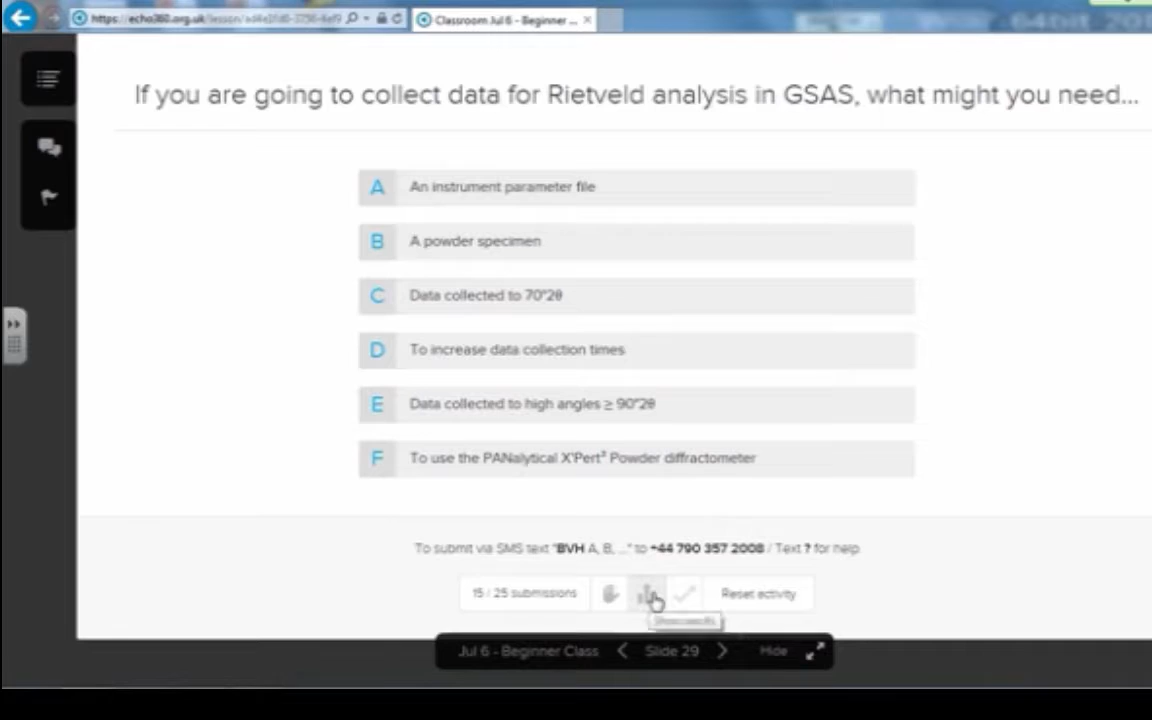 Classroom Jul 6 - Beginner ...
64bit
If you are going to collect data for Rietveld analysis in GSAS, what might you need...
A An instrument parameter file
B A powder specimen
C Data collected to 70°2θ
D To increase data collection times
E Data collected to high angles ≥ 90°2θ
F To use the PANalytical X'Pert³ Powder diffractometer
To submit via SMS text "BVH A, B, ..." to +44 790 357 2008 / Text ? for help
15 / 25 submissions Reset activity
Show results
Jul 6 - Beginner Class Slide 29 Hide